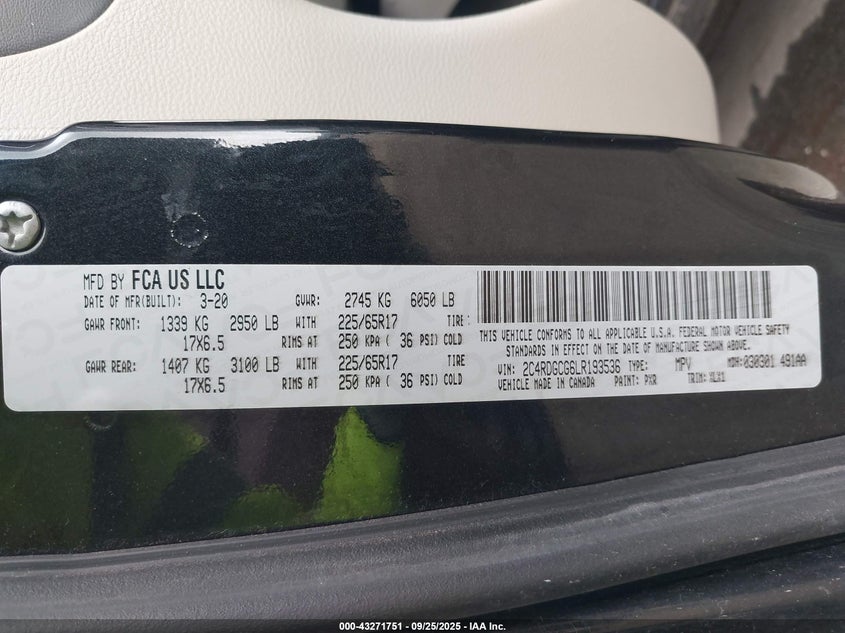 MFD BY FCA US LLC
DATE OF MFR(BUILT): 3-20 GVWR: 2745 KG 6050 LB
GAWR FRONT: 1339 KG 2950 LB WITH 225/65R17 TIRE
17X6.5 RIMS AT 250 KPA ( 36 PSI) COLD
GAWR REAR: 1407 KG 3100 LB WITH 225/65R17 TIRE
17X6.5 RIMS AT 250 KPA ( 36 PSI) COLD
THIS VEHICLE CONFORMS TO ALL APPLICABLE U.S.A. FEDERAL MOTOR VEHICLE SAFETY
STANDARDS IN EFFECT ON THE DATE OF MANUFACTURE SHOWN ABOVE.
VIN: 2C4RDGCG6LR193536 TYPE: MPV MDH: 030301 491AA
VEHICLE MADE IN CANADA PAINT: PXR TRIM:
000-43271751 | 09/25/2025 | IAA Inc.